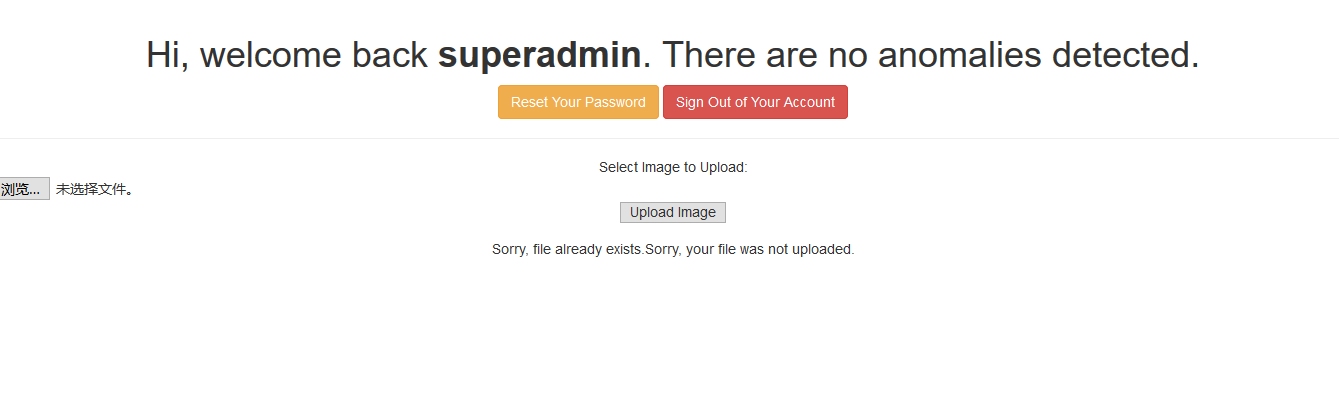 Hi, welcome back superadmin. There are no anomalies detected.
Reset Your Password Sign Out of Your Account
Select Image to Upload:
浏览... 未选择文件。
Upload Image
Sorry, file already exists.Sorry, your file was not uploaded.